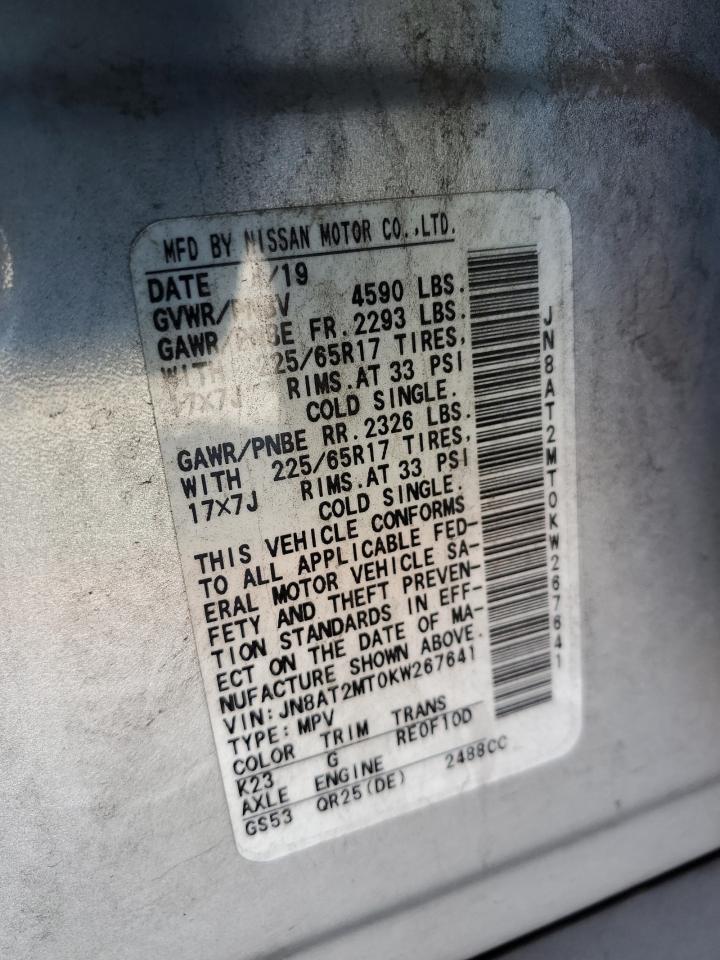 MFD BY NISSAN MOTOR CO.,LTD.
DATE /19
GVWR/PNBV 4590 LBS.
GAWR/PNBE FR. 2293 LBS.
WITH 225/65R17 TIRES,
17X7J RIMS.AT 33 PSI
COLD SINGLE.
GAWR/PNBE RR. 2326 LBS.
WITH 225/65R17 TIRES,
17X7J RIMS.AT 33 PSI
COLD SINGLE.
THIS VEHICLE CONFORMS
TO ALL APPLICABLE FED-
ERAL MOTOR VEHICLE SA-
FETY AND THEFT PREVEN-
TION STANDARDS IN EFF-
ECT ON THE DATE OF MA-
NUFACTURE SHOWN ABOVE.
VIN:JN8AT2MT0KW267641
TYPE:MPV
COLOR TRIM TRANS
K23 G RE0F10D
AXLE ENGINE
GS53 QR25(DE) 2488CC
JN8AT2MT0KW267641